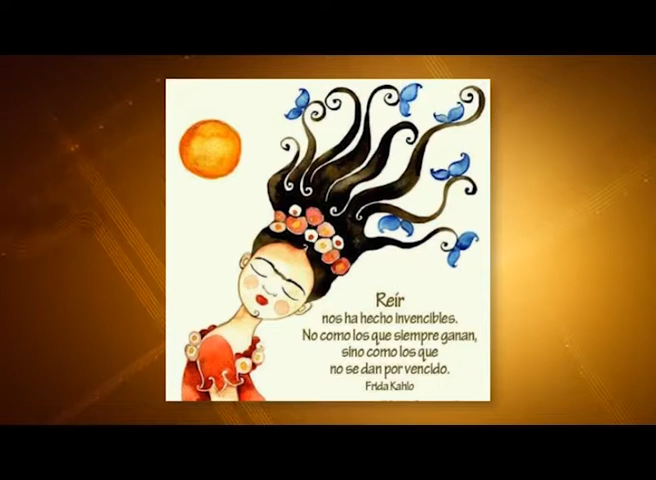 Reír
nos ha hecho invencibles.
No como los que siempre ganan,
sino como los que
no se dan por vencido.
Frida Kahlo